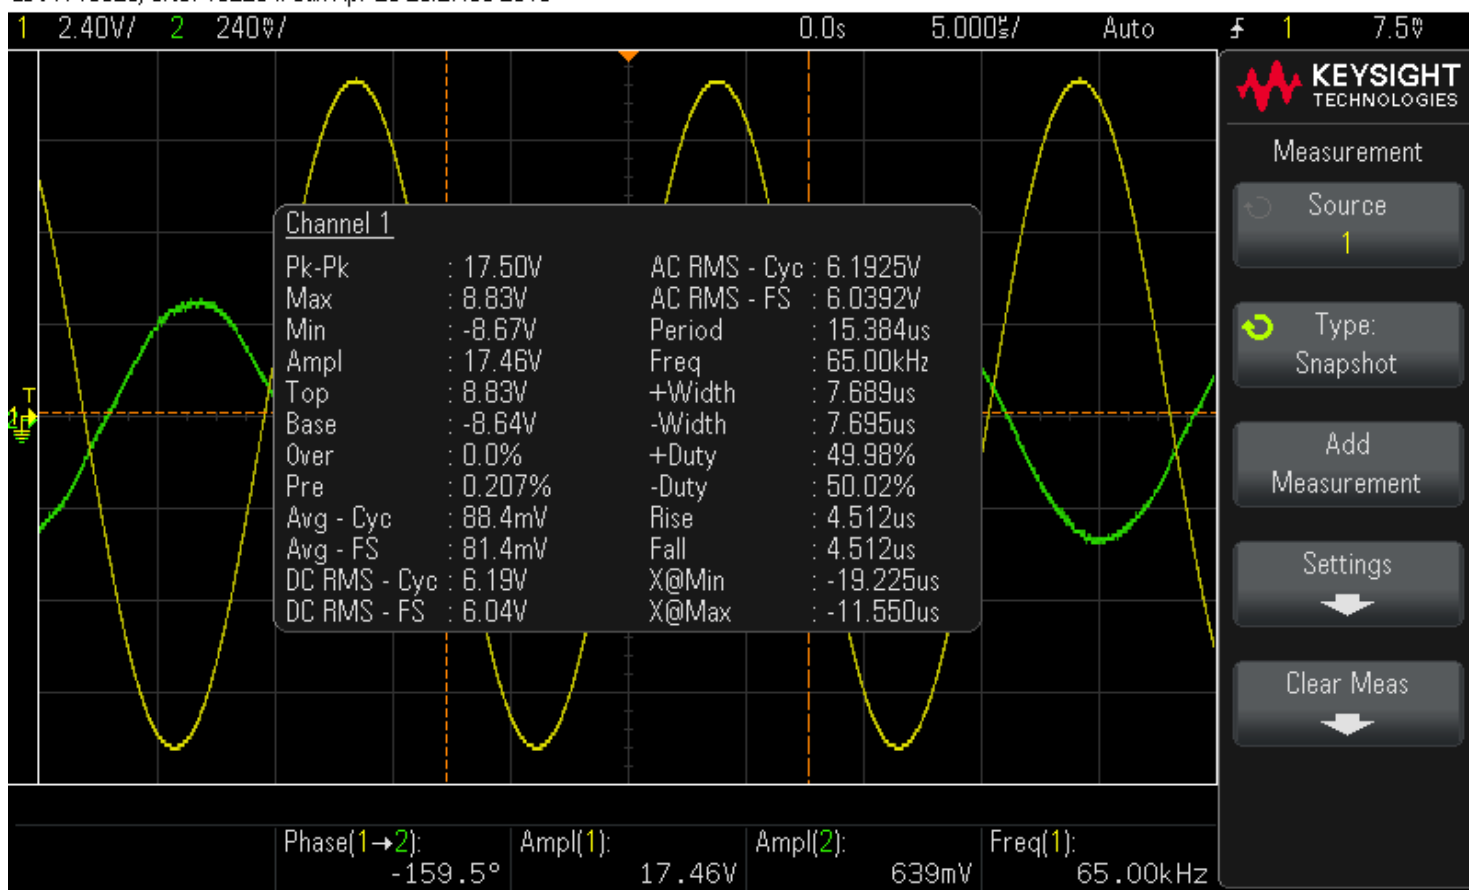 1 2.40V/ 2 240mV/ 0.0s 5.000us/ Auto 1 7.5V
KEYSIGHT
TECHNOLOGIES
Measurement
Source
1
Type:
Snapshot
Add
Measurement
Settings
Clear Meas
T
Channel 1
Pk-Pk : 17.50V AC RMS - Cyc : 6.1925V
Max : 8.83V AC RMS - FS : 6.0392V
Min : -8.67V Period : 15.384us
Ampl : 17.46V Freq : 65.00kHz
Top : 8.83V +Width : 7.689us
Base : -8.64V -Width : 7.695us
Over : 0.0% +Duty : 49.98%
Pre : 0.207% -Duty : 50.02%
Avg - Cyc : 88.4mV Rise : 4.512us
Avg - FS : 81.4mV Fall : 4.512us
DC RMS - Cyc : 6.19V X@Min : -19.225us
DC RMS - FS : 6.04V X@Max : -11.550us
Phase(1→2): Ampl(1): Ampl(2): Freq(1):
-159.5° 17.46V 639mV 65.00kHz